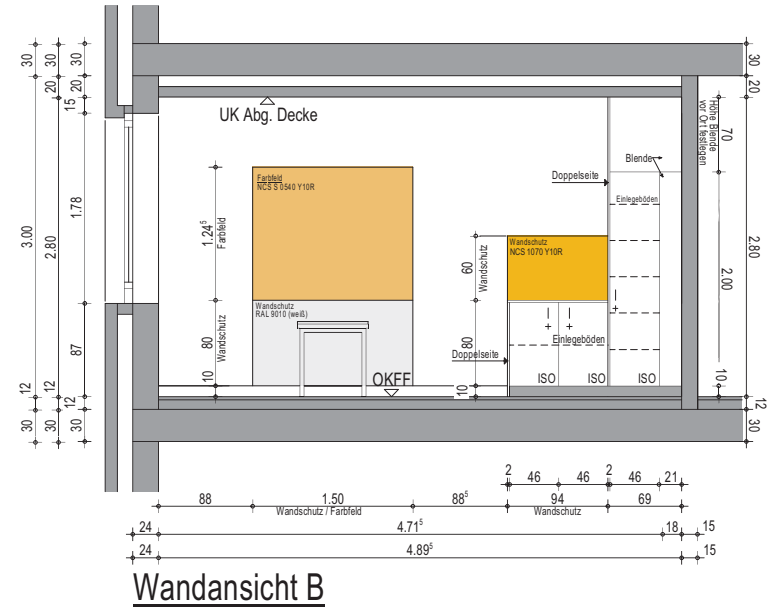 30
30
30
20
20
15
3.00
2.80
1.78
87
12
12
12
30
30
30
UK Abg. Decke
Farbfeld
NCS S 0540 Y10R
1.24⁵
Farbfeld
Wandschutz
RAL 9010 (weiß)
80
Wandschutz
10
OKFF
Doppelseite
Blende
Einlegeböden
Wandschutz
NCS 1070 Y10R
60
Wandschutz
80
10
Doppelseite
Einlegeböden
ISO
ISO
ISO
Höhe Blende
vor Ort festlegen
70
2.00
10
30
20
2.80
12
30
2
46
46
2
46
21
88
1.50
88⁵
94
69
Wandschutz / Farbfeld
Wandschutz
24
4.71⁵
18
15
24
4.89⁵
15
Wandansicht B